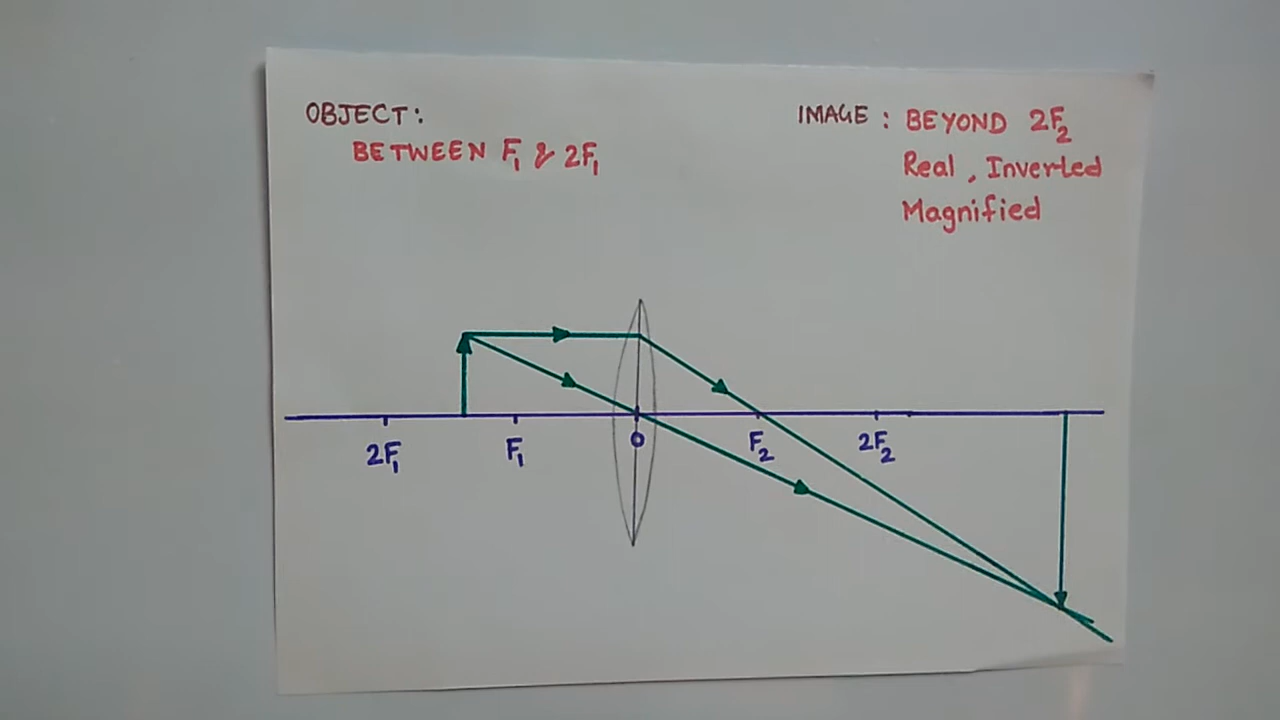 OBJECT:
BETWEEN F₁ & 2F₁
IMAGE : BEYOND 2F₂
Real , Inverted
Magnified
2F₁
F₁
O
F₂
2F₂